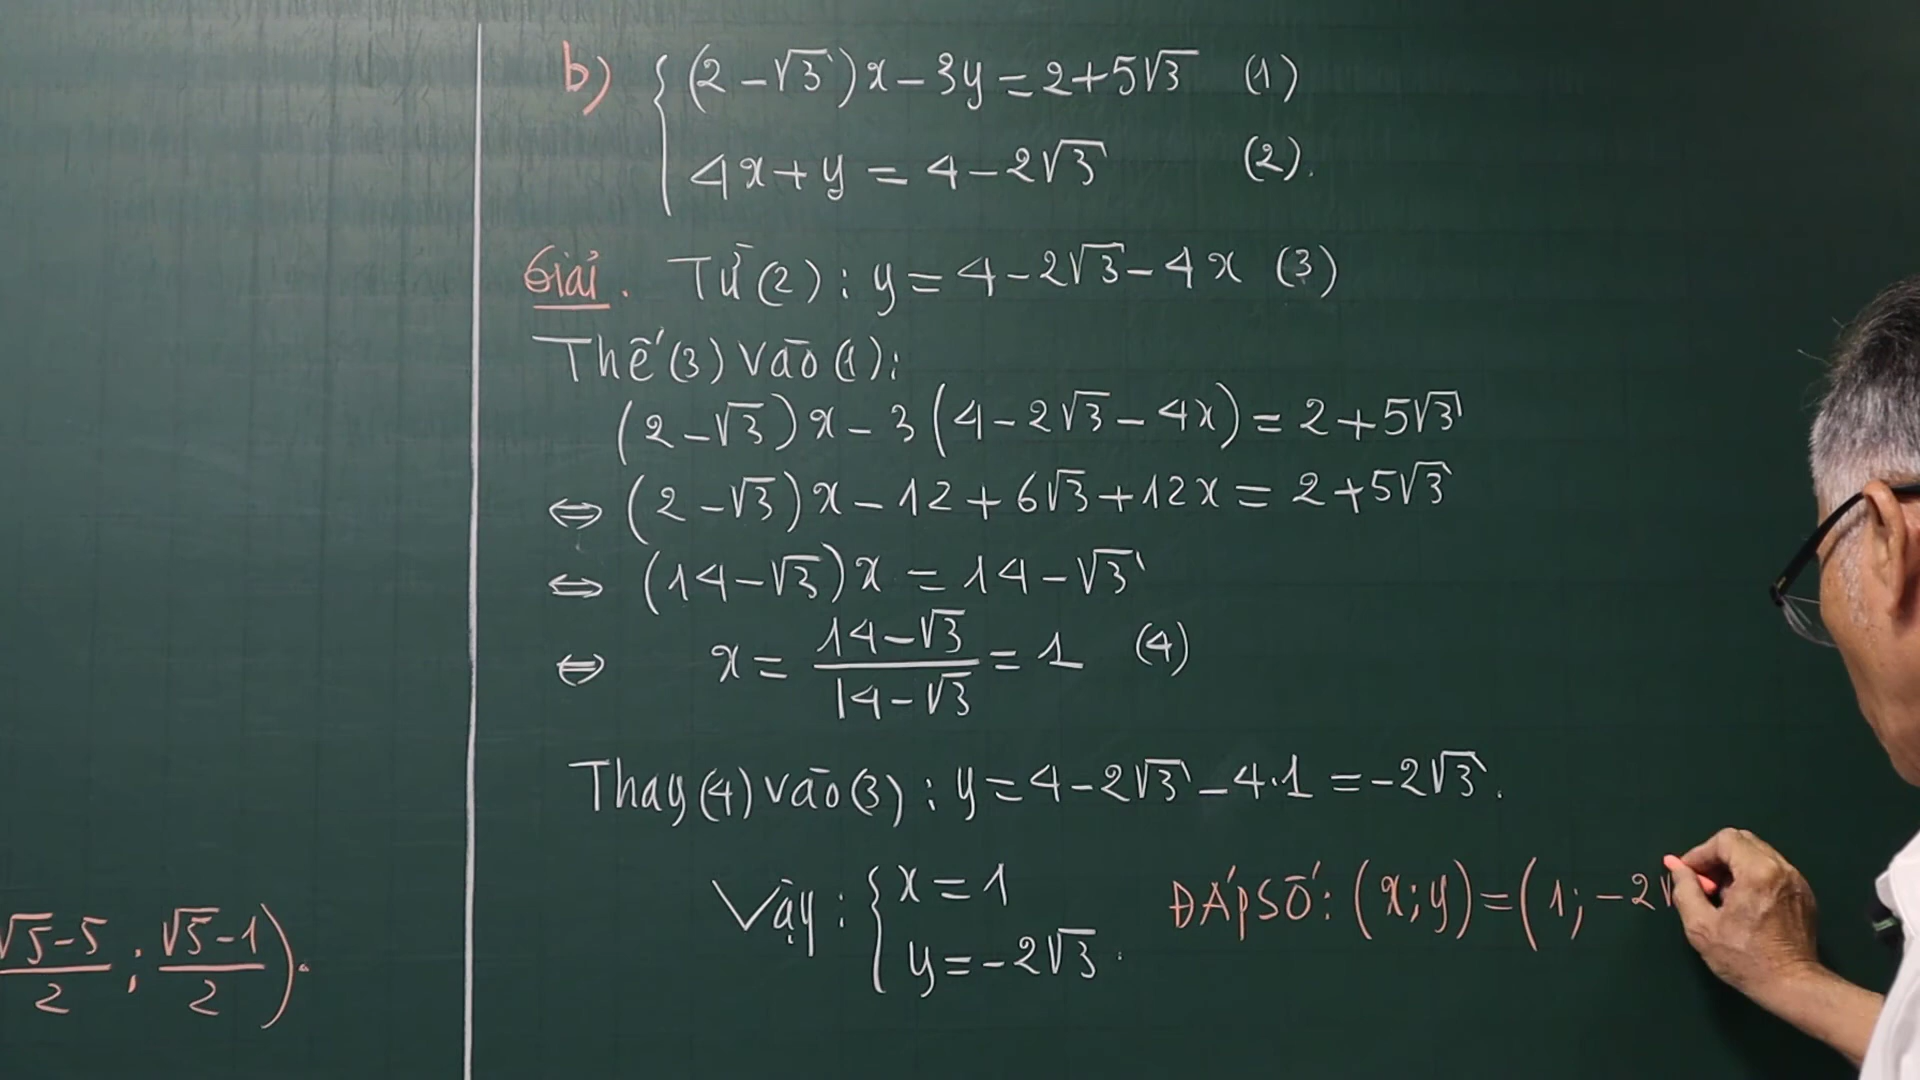 b) { (2 - √3)x - 3y = 2 + 5√3 (1)
4x + y = 4 - 2√3 (2).
Giải. Từ (2): y = 4 - 2√3 - 4x (3)
Thế (3) vào (1):
(2 - √3)x - 3(4 - 2√3 - 4x) = 2 + 5√3
⇔ (2 - √3)x - 12 + 6√3 + 12x = 2 + 5√3
⇔ (14 - √3)x = 14 - √3
⇔ x = (14 - √3)/(14 - √3) = 1 (4)
Thay (4) vào (3): y = 4 - 2√3 - 4.1 = -2√3.
Vậy: { x = 1
y = -2√3.
ĐÁP SỐ: (x; y) = (1; -2√
(√5 - 5)/2 ; (√5 - 1)/2).